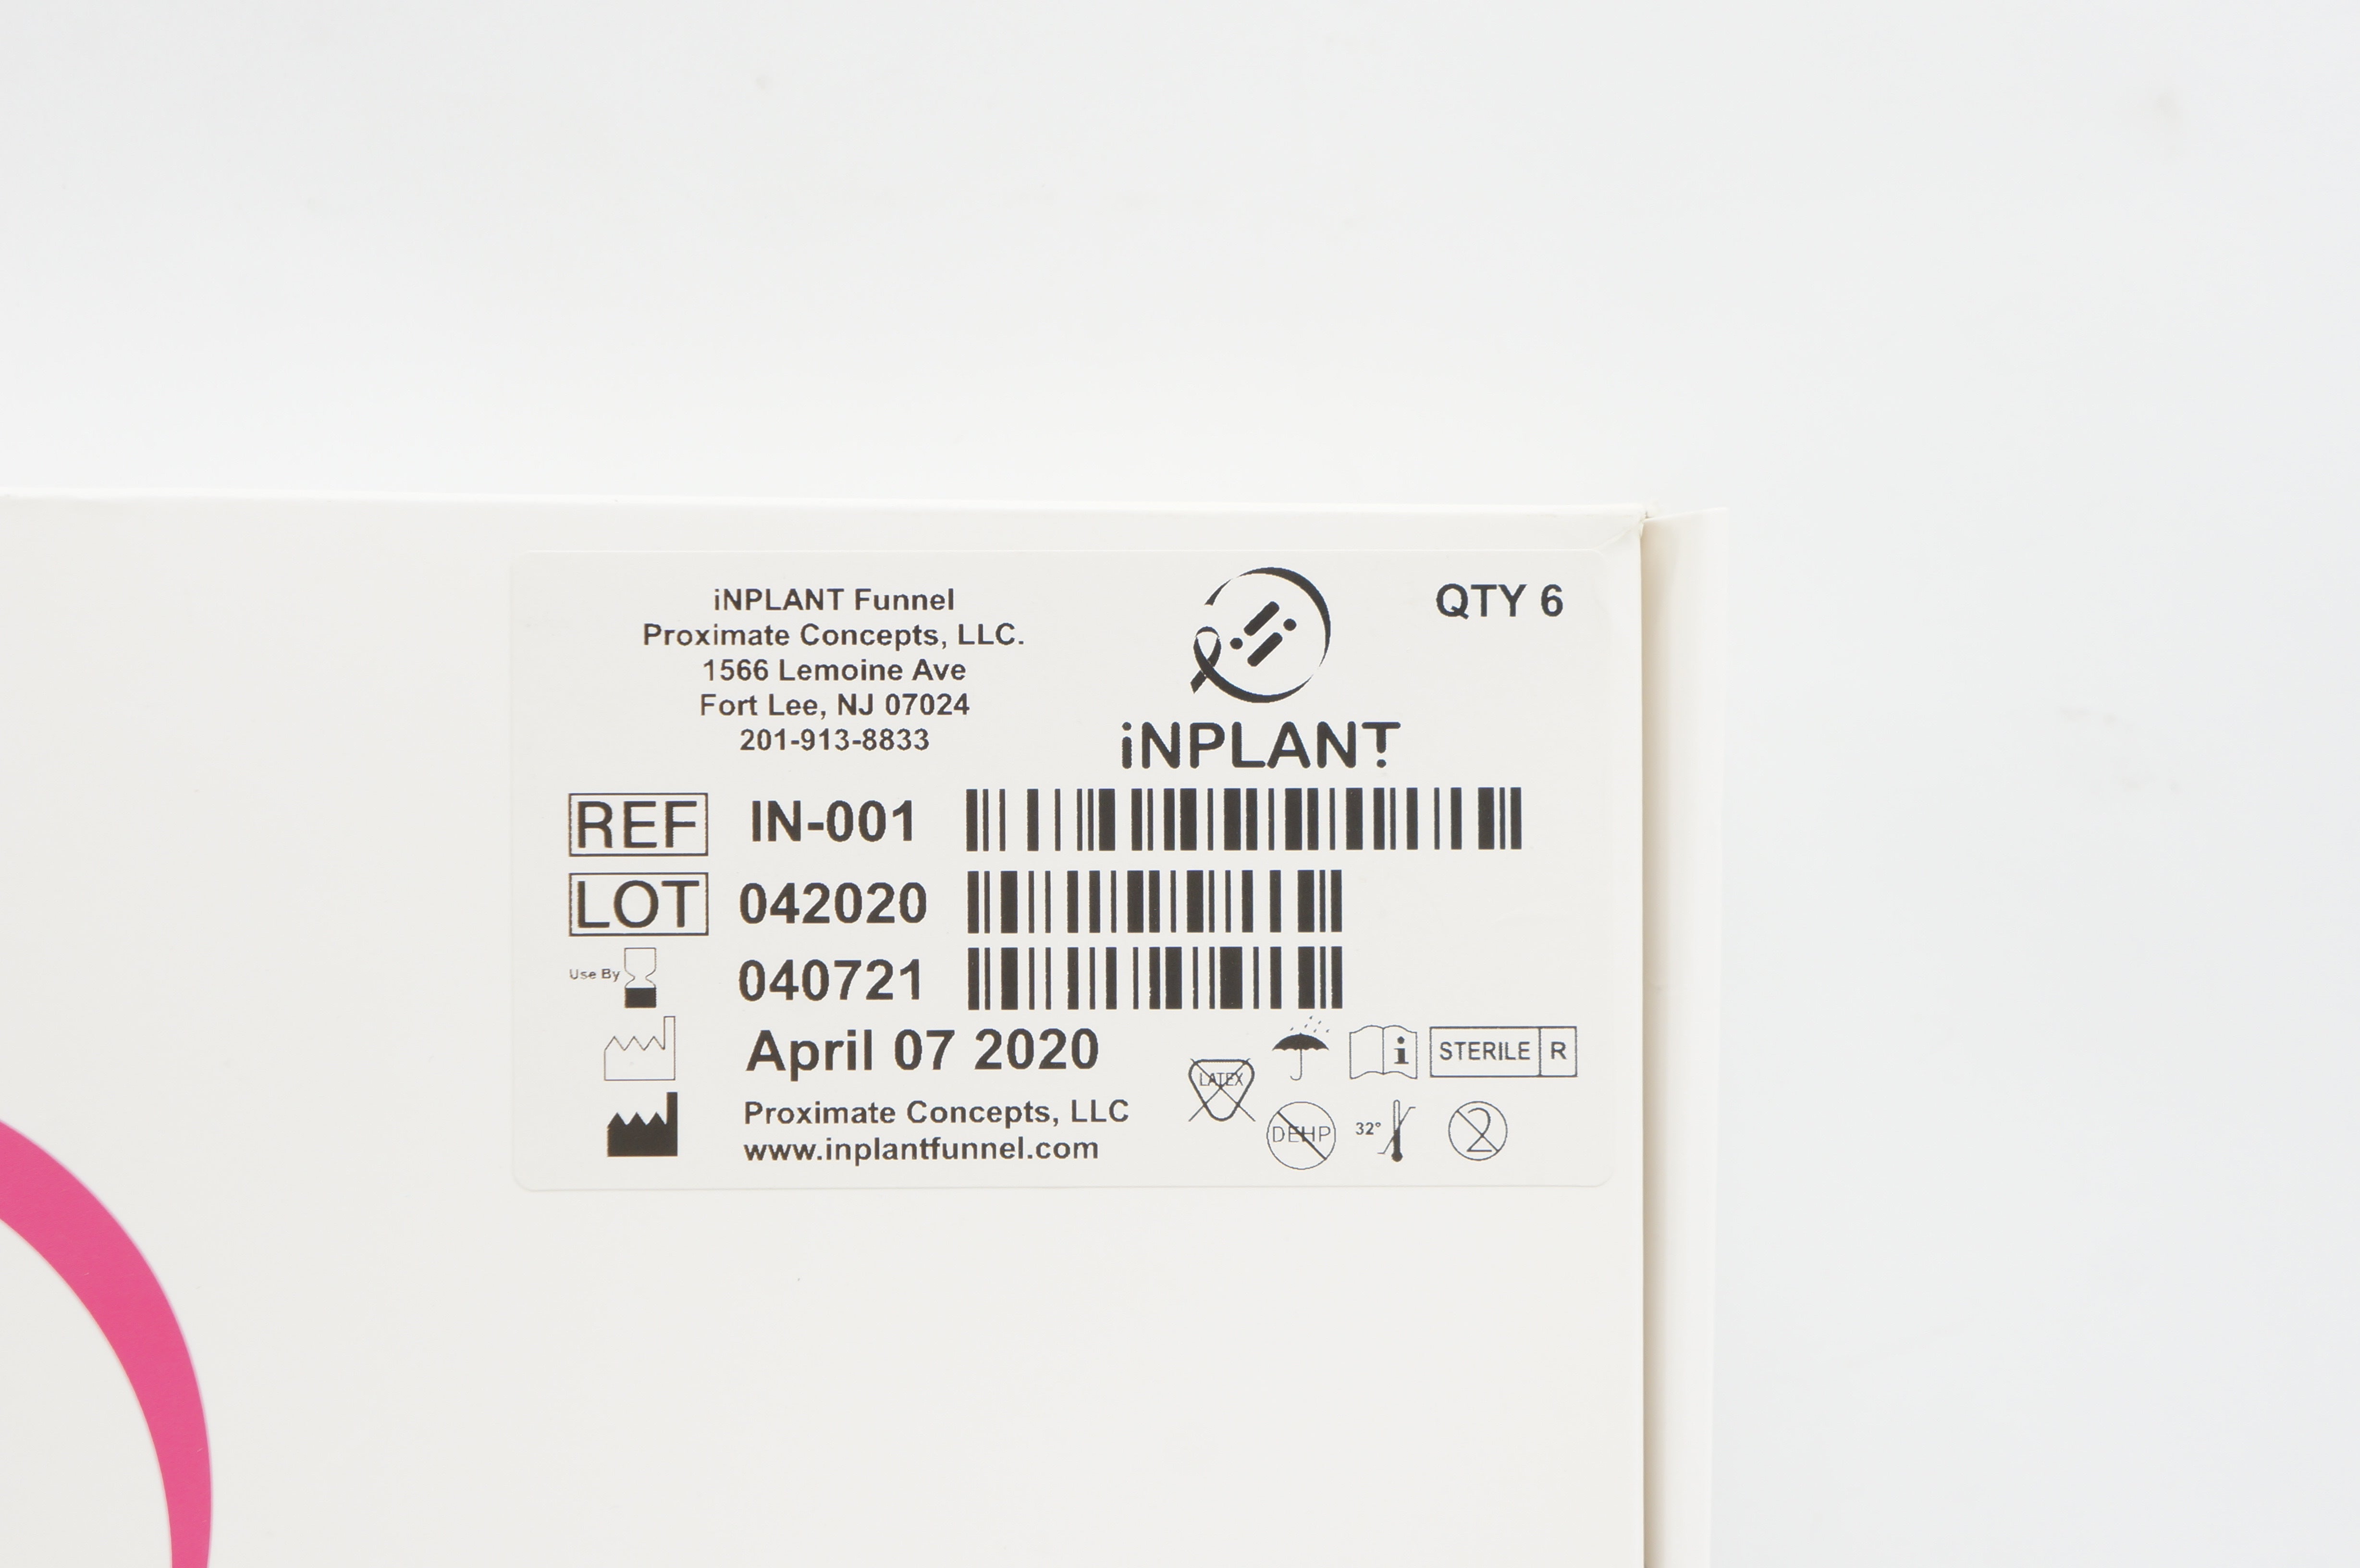 iNPLANT Funnel
Proximate Concepts, LLC.
1566 Lemoine Ave
Fort Lee, NJ 07024
201-913-8833
iNPLANT
QTY 6
REF IN-001
LOT 042020
Use By 040721
April 07 2020
Proximate Concepts, LLC
www.inplantfunnel.com
LATEX
i
STERILE R
DEHP
32°
2